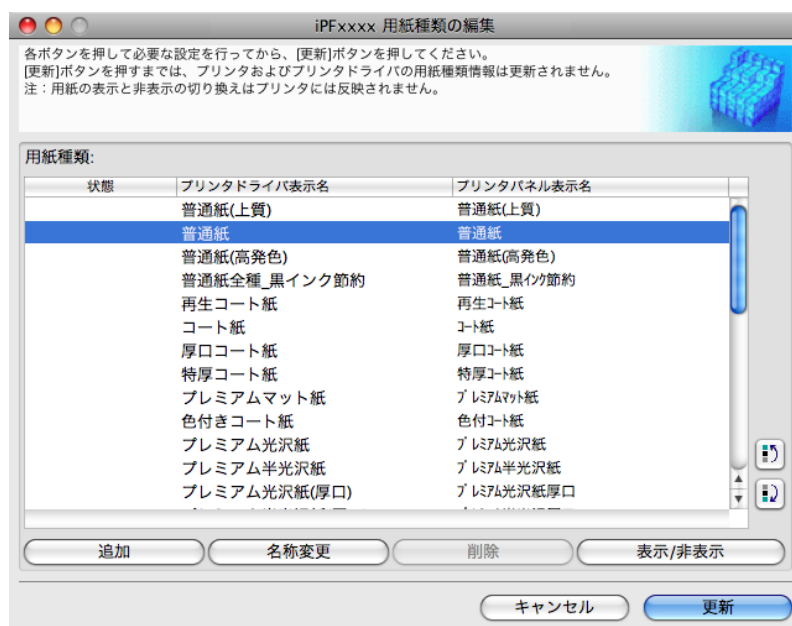 iPFxxxx 用紙種類の編集
各ボタンを押して必要な設定を行ってから、[更新]ボタンを押してください。
[更新]ボタンを押すまでは、プリンタおよびプリンタドライバの用紙種類情報は更新されません。
注：用紙の表示と非表示の切り換えはプリンタには反映されません。
用紙種類:
状態 プリンタドライバ表示名 プリンタパネル表示名
普通紙(上質) 普通紙(上質)
普通紙 普通紙
普通紙(高発色) 普通紙(高発色)
普通紙全種_黒インク節約 普通紙_黒ｲﾝｸ節約
再生コート紙 再生ｺｰﾄ紙
コート紙 ｺｰﾄ紙
厚口コート紙 厚口ｺｰﾄ紙
特厚コート紙 特厚ｺｰﾄ紙
プレミアムマット紙 ﾌﾟﾚﾐｱﾑﾏｯﾄ紙
色付きコート紙 色付ｺｰﾄ紙
プレミアム光沢紙 ﾌﾟﾚﾐｱﾑ光沢紙
プレミアム半光沢紙 ﾌﾟﾚﾐｱﾑ半光沢紙
プレミアム光沢紙(厚口) ﾌﾟﾚﾐｱﾑ光沢紙厚口
追加 名称変更 削除 表示/非表示
キャンセル 更新